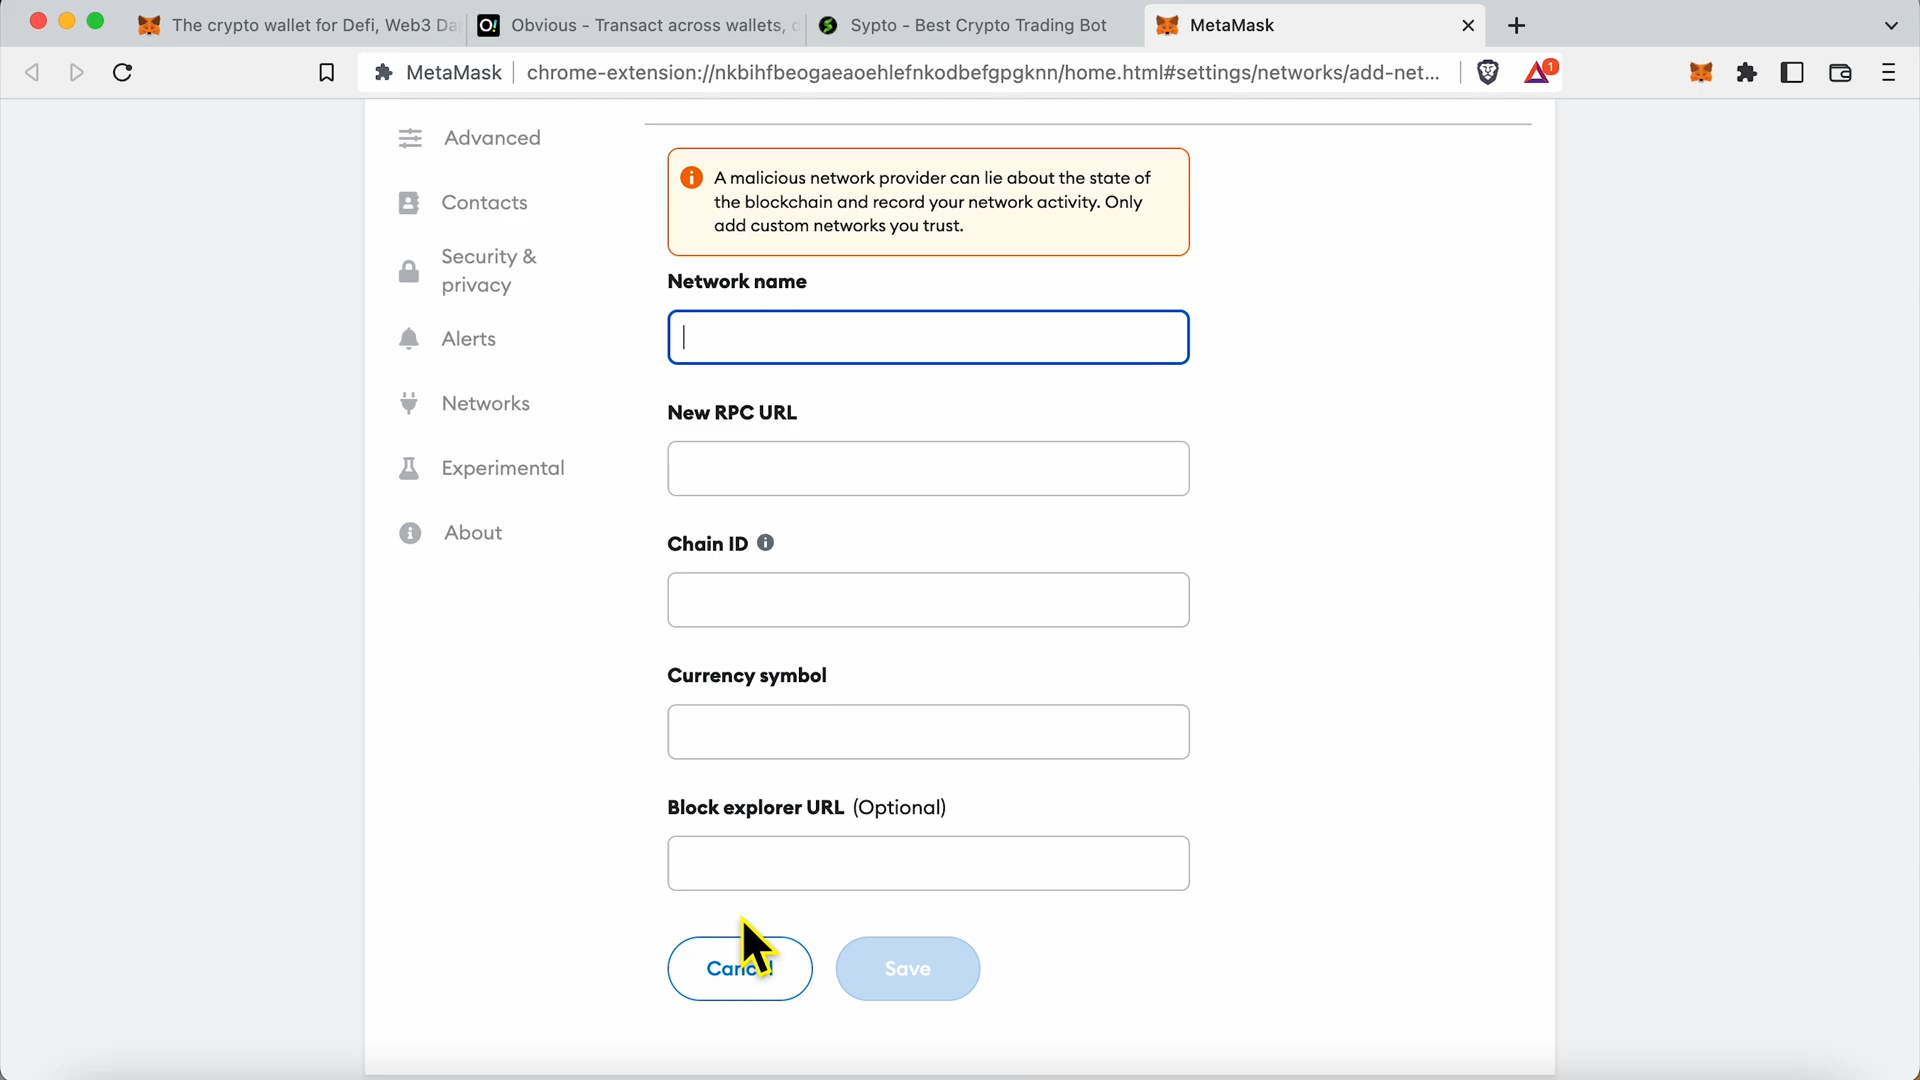 The crypto wallet for Defi, Web3 Da
Obvious - Transact across wallets, c
Sypto - Best Crypto Trading Bot
MetaMask
MetaMask
chrome-extension://nkbihfbeogaeaoehlefnkodbefgpgknn/home.html#settings/networks/add-net...
1
Advanced
Contacts
Security &
privacy
Alerts
Networks
Experimental
About
A malicious network provider can lie about the state of
the blockchain and record your network activity. Only
add custom networks you trust.
Network name
New RPC URL
Chain ID
Currency symbol
Block explorer URL (Optional)
Cancel
Save